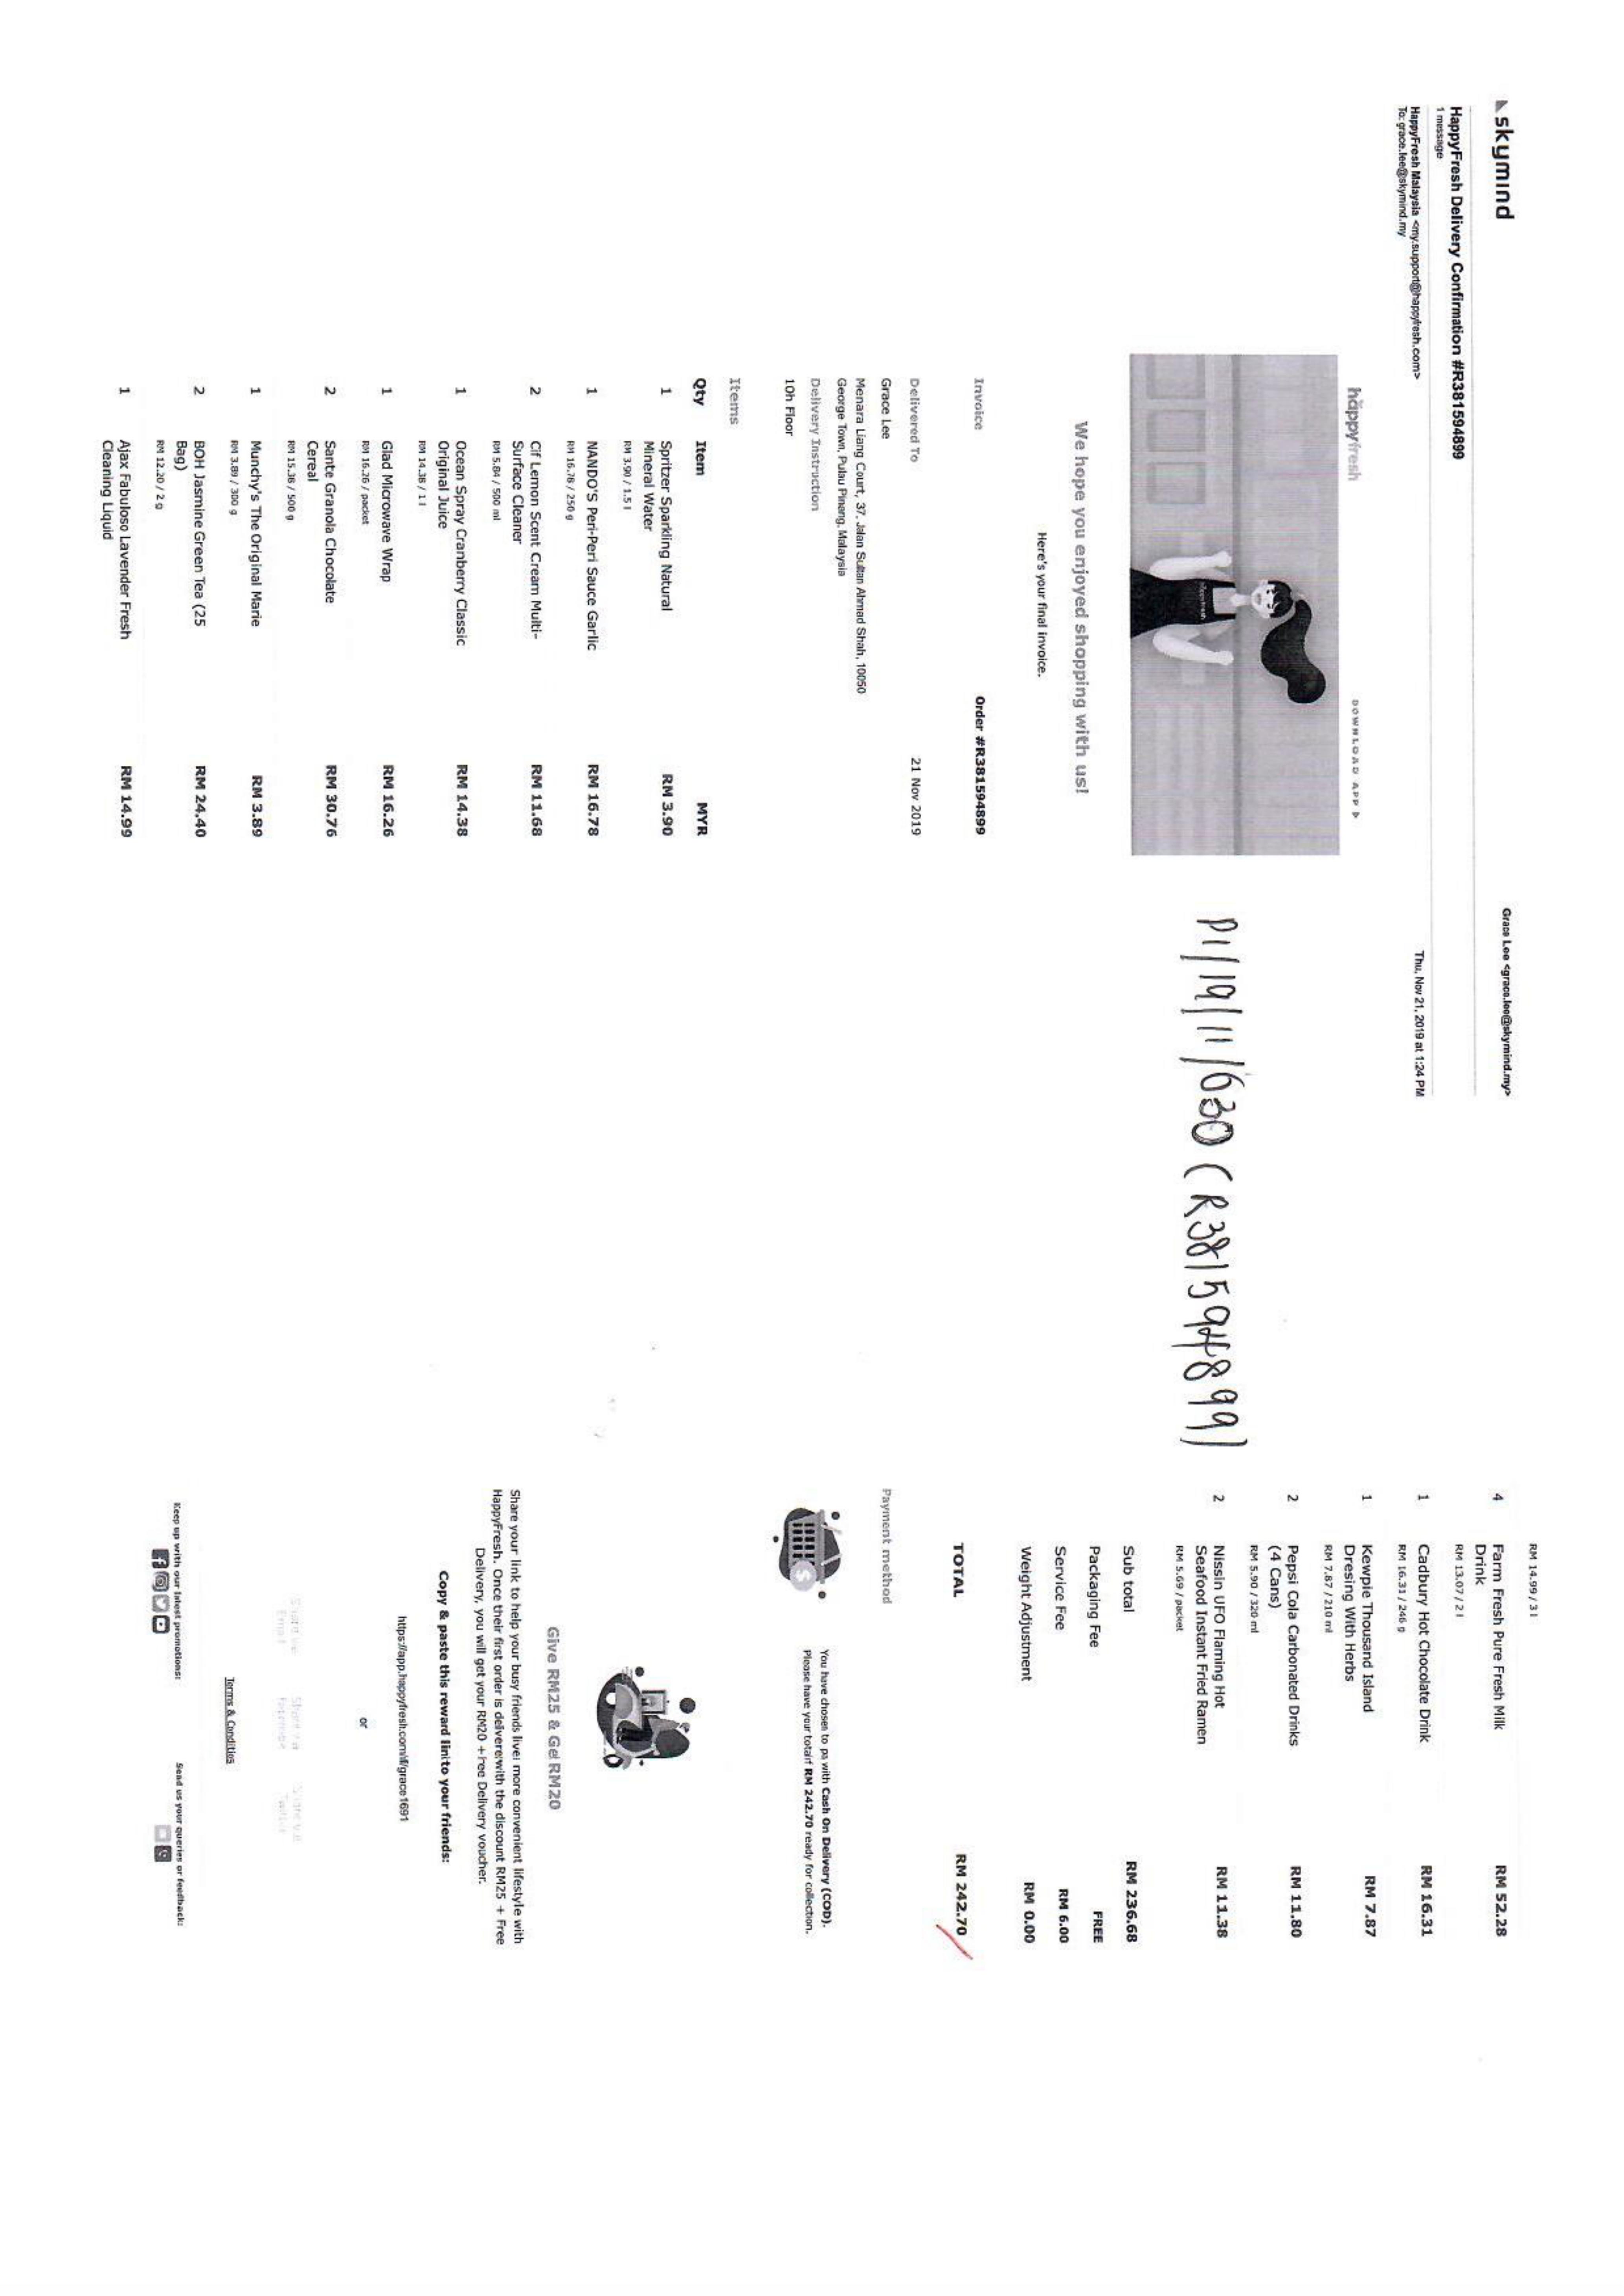 skymind
Grace Lee <grace.lee@skymind.my>
HappyFresh Delivery Confirmation #R381594899
1 message
HappyFresh Malaysia <my.support@happyfresh.com>
Thu, Nov 21, 2019 at 1:24 PM
To: grace.lee@skymind.my
happyfresh
DOWNLOAD APP
happyfresh
P1/19/11/630 (R381594899)
We hope you enjoyed shopping with us!
Here's your final invoice.
Invoice
Order #R381594899
Delivered To
21 Nov 2019
Grace Lee
Menara Liang Court, 37, Jalan Sultan Ahmad Shah, 10050
George Town, Pulau Pinang, Malaysia
Delivery Instruction
10h Floor
Items
Qty Item MYR
1 Spritzer Sparkling Natural RM 3.90
Mineral Water
RM 3.90 / 1.5 l
1 NANDO'S Peri-Peri Sauce Garlic RM 16.78
RM 16.78 / 250 g
2 Cif Lemon Scent Cream Multi- RM 11.68
Surface Cleaner
RM 5.84 / 500 ml
1 Ocean Spray Cranberry Classic RM 14.38
Original Juice
RM 14.38 / 1 l
1 Glad Microwave Wrap RM 16.26
RM 16.26 / packet
2 Sante Granola Chocolate RM 30.76
Cereal
RM 15.38 / 500 g
1 Munchy's The Original Marie RM 3.89
RM 3.89 / 300 g
2 BOH Jasmine Green Tea (25 RM 24.40
Bag)
RM 12.20 / 2 g
1 Ajax Fabuloso Lavender Fresh RM 14.99
Cleaning Liquid
RM 14.99 / 3 l
4 Farm Fresh Pure Fresh Milk RM 52.28
Drink
RM 13.07 / 2 l
1 Cadbury Hot Chocolate Drink RM 16.31
RM 16.31 / 246 g
1 Kewpie Thousand Island RM 7.87
Dresing With Herbs
RM 7.87 / 210 ml
2 Pepsi Cola Carbonated Drinks RM 11.80
(4 Cans)
RM 5.90 / 320 ml
2 Nissin UFO Flaming Hot RM 11.38
Seafood Instant Fried Ramen
RM 5.69 / packet
Sub total RM 236.68
Packaging Fee FREE
Service Fee RM 6.00
Weight Adjustment RM 0.00
TOTAL RM 242.70
Payment method
You have chosen to pa with Cash On Delivery (COD).
Please have your totalf RM 242.70 ready for collection.
Give RM25 & Get RM20
Share your link to help your busy friends livei more convenient lifestyle with
HappyFresh. Once their first order is deliverewith the discount RM25 + Free
Delivery, you will get your RM20 + Free Delivery voucher.
Copy & paste this reward linito your friends:
https://app.happyfresh.com/i/grace1691
or
Share via Share via Share via
Email Facebook Twitter
Terms & Conditions
Keep up with our latest promotions:
Send us your queries or feedback: